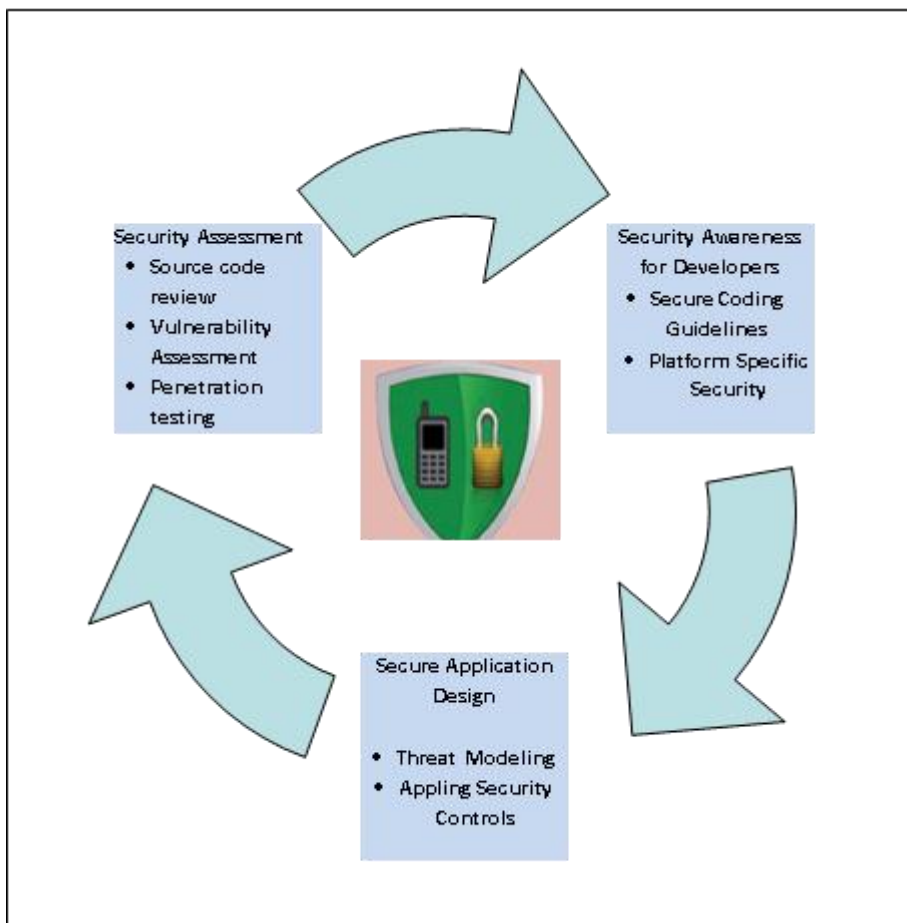 Security Assessment
• Source code
review
• Vulnerability
Assessment
• Penetration
testing
Security Awareness
for Developers
• Secure Coding
Guidelines
• Platform Specific
Security
Secure Application
Design
• Threat Modeling
• Appling Security
Controls